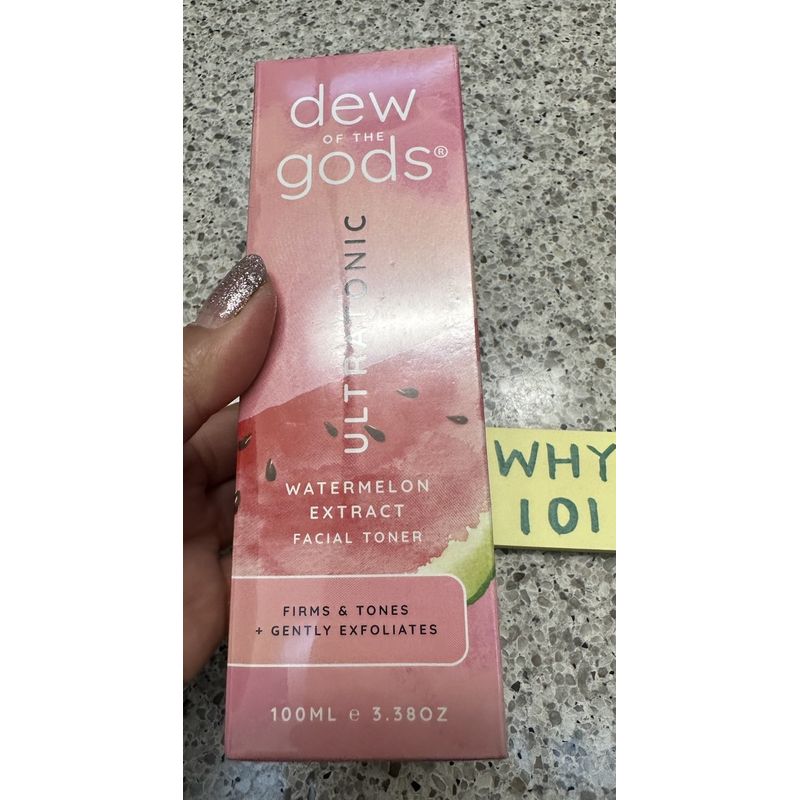 dew
OF THE
gods®
ULTRATONIC
WATERMELON
EXTRACT
FACIAL TONER
FIRMS & TONES
+ GENTLY EXFOLIATES
100ML e 3.38OZ
WHY
101